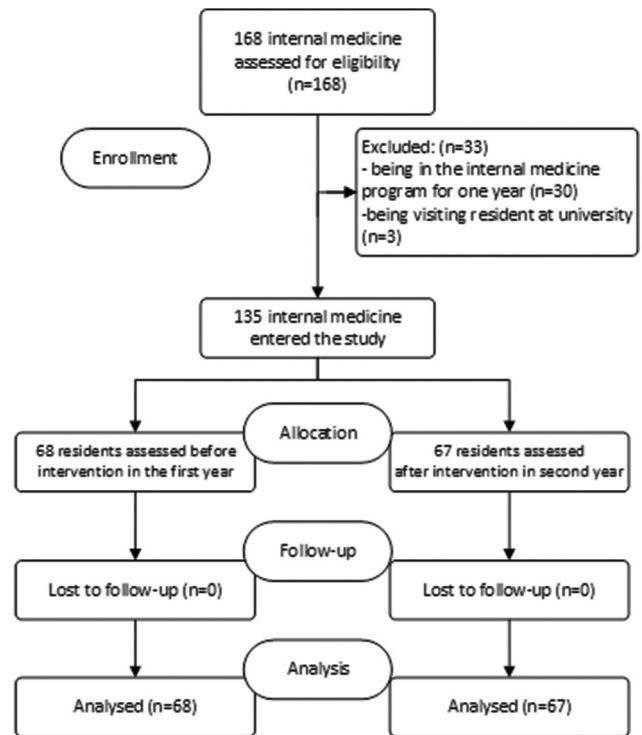 168 internal medicine
assessed for eligibility
(n=168)
Enrollment
Excluded: (n=33)
- being in the internal medicine
program for one year (n=30)
-being visiting resident at university
(n=3)
135 internal medicine
entered the study
Allocation
68 residents assessed before
intervention in the first year
67 residents assessed
after intervention in second year
Follow-up
Lost to follow-up (n=0)
Lost to follow-up (n=0)
Analysis
Analysed (n=68)
Analysed (n=67)